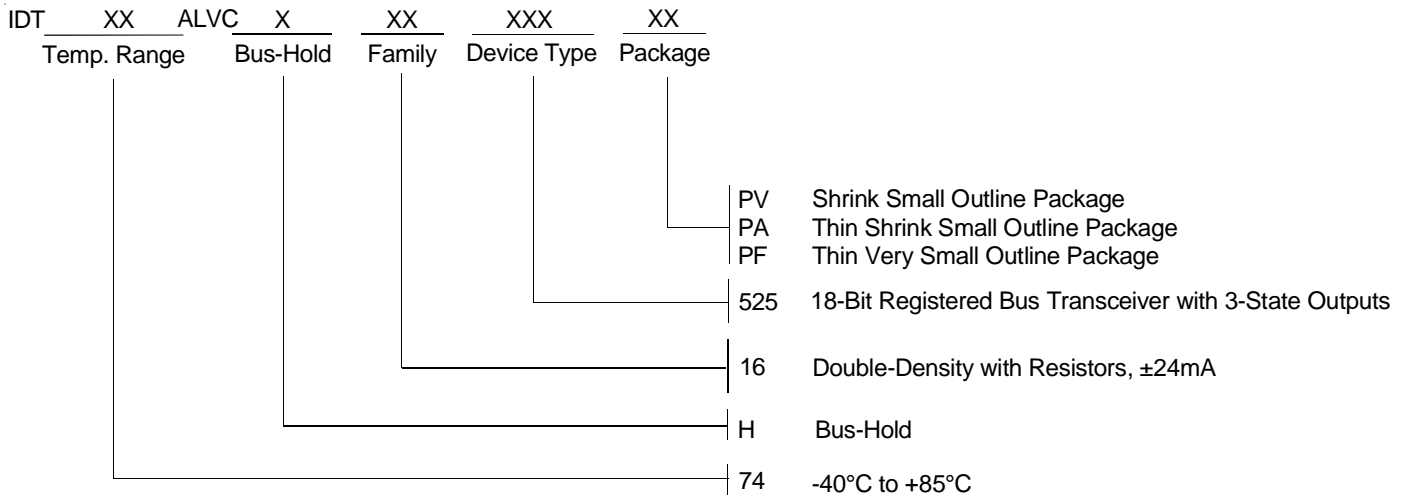 IDT XX ALVC X XX XXX XX
Temp. Range Bus-Hold Family Device Type Package
PV Shrink Small Outline Package
PA Thin Shrink Small Outline Package
PF Thin Very Small Outline Package
525 18-Bit Registered Bus Transceiver with 3-State Outputs
16 Double-Density with Resistors, ±24mA
H Bus-Hold
74 -40°C to +85°C